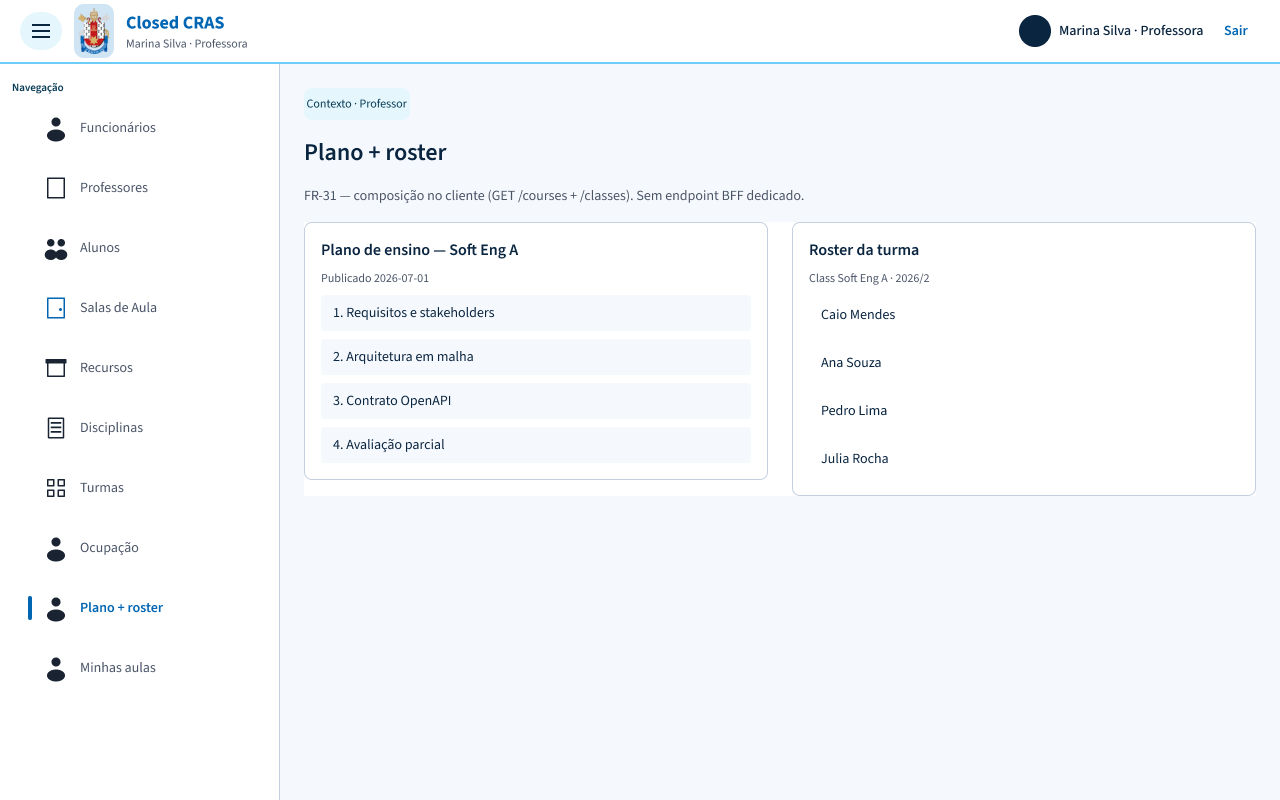 Closed CRAS
Marina Silva · Professora
Marina Silva · Professora
Sair
Navegação
Funcionários
Professores
Alunos
Salas de Aula
Recursos
Disciplinas
Turmas
Ocupação
Plano + roster
Minhas aulas
Contexto · Professor
Plano + roster
FR-31 — composição no cliente (GET /courses + /classes). Sem endpoint BFF dedicado.
Plano de ensino — Soft Eng A
Publicado 2026-07-01
1. Requisitos e stakeholders
2. Arquitetura em malha
3. Contrato OpenAPI
4. Avaliação parcial
Roster da turma
Class Soft Eng A · 2026/2
Caio Mendes
Ana Souza
Pedro Lima
Julia Rocha